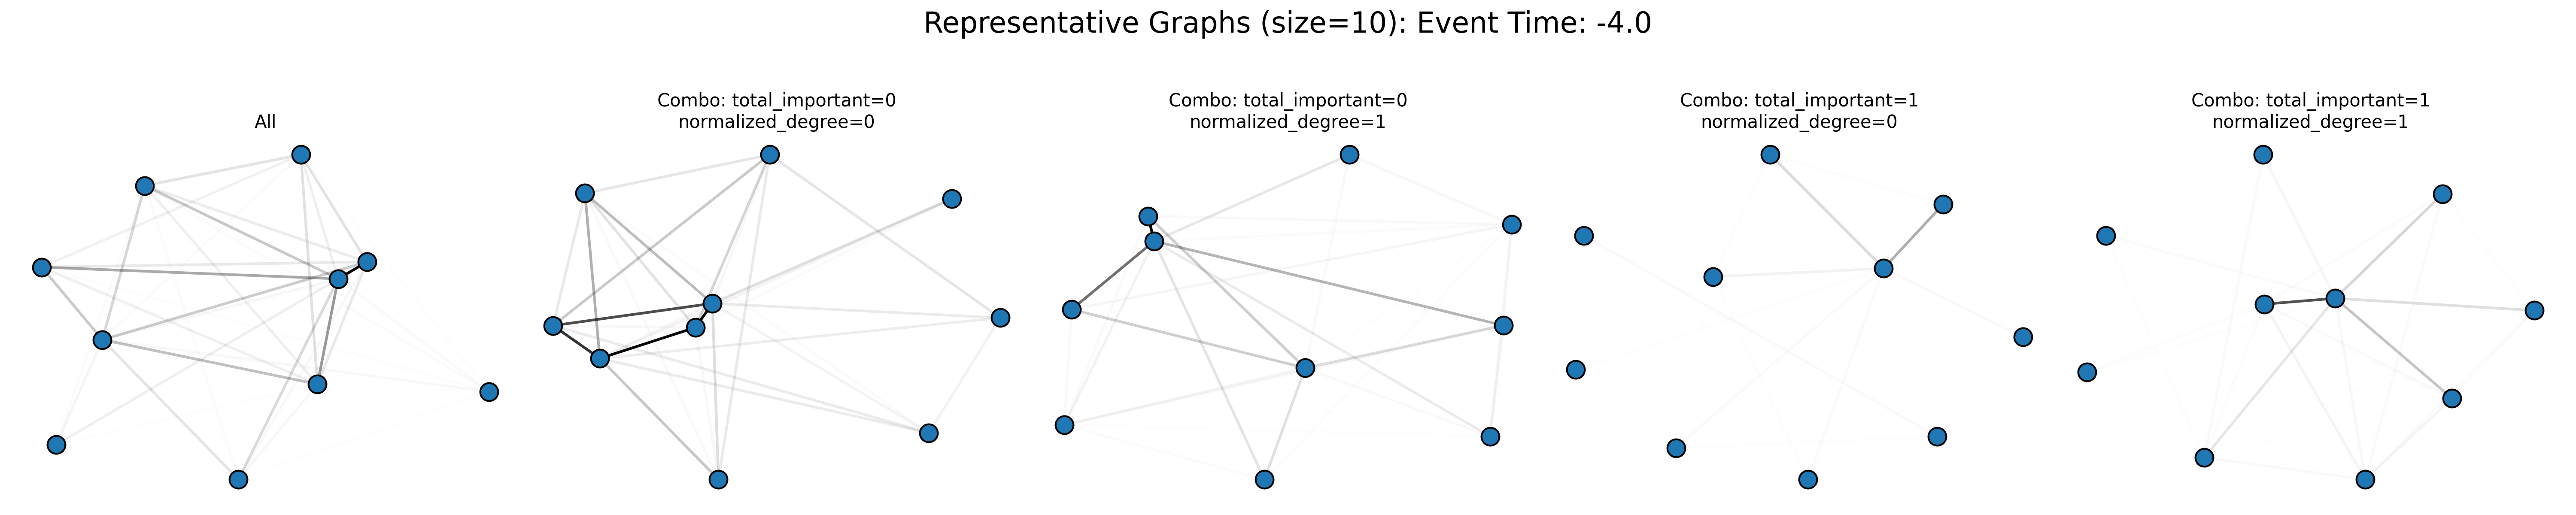 Representative Graphs (size=10): Event Time: -4.0
All
Combo: total_important=0
normalized_degree=0
Combo: total_important=0
normalized_degree=1
Combo: total_important=1
normalized_degree=0
Combo: total_important=1
normalized_degree=1